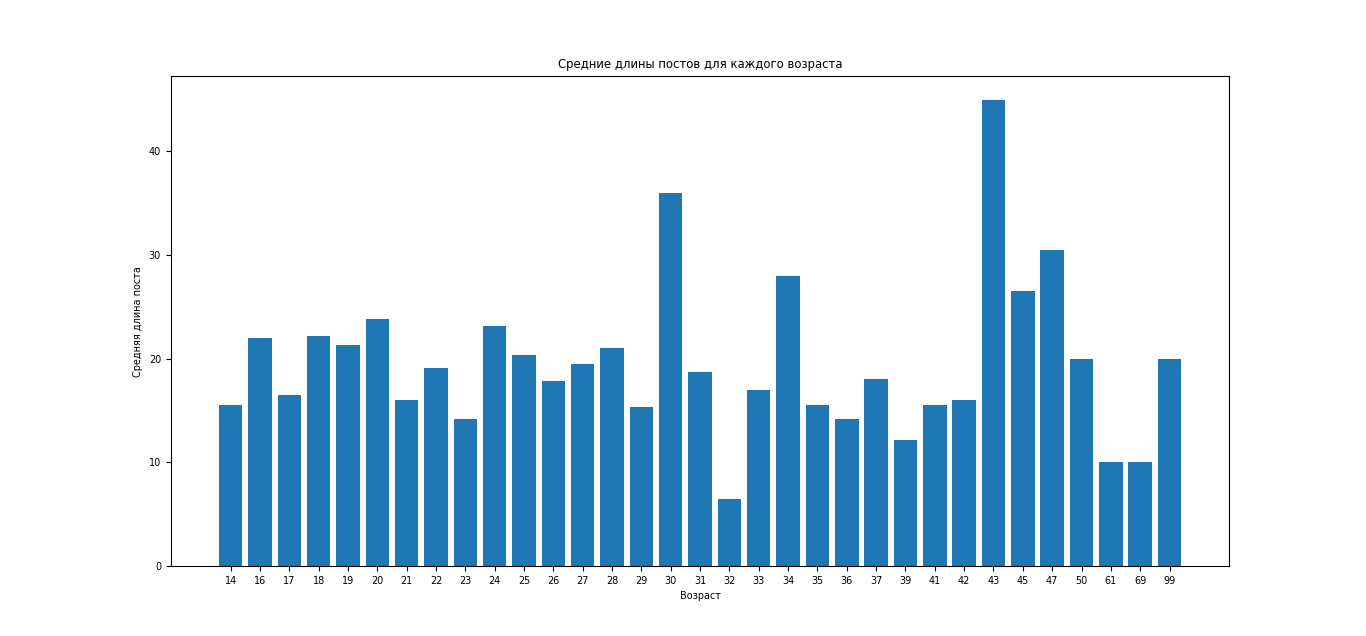 Средние длины постов для каждого возраста
40
30
20
10
0
Средняя длина поста
14 16 17 18 19 20 21 22 23 24 25 26 27 28 29 30 31 32 33 34 35 36 37 39 41 42 43 45 47 50 61 69 99
Возраст